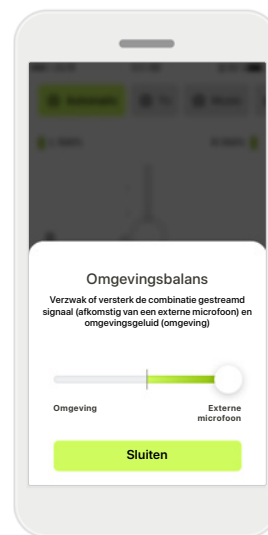 Omgevingsbalans
Verzwak of versterk de combinatie gestreamd
signaal (afkomstig van een externe microfoon) en
omgevingsgeluid (omgeving)
Omgeving
Externe
microfoon
Sluiten